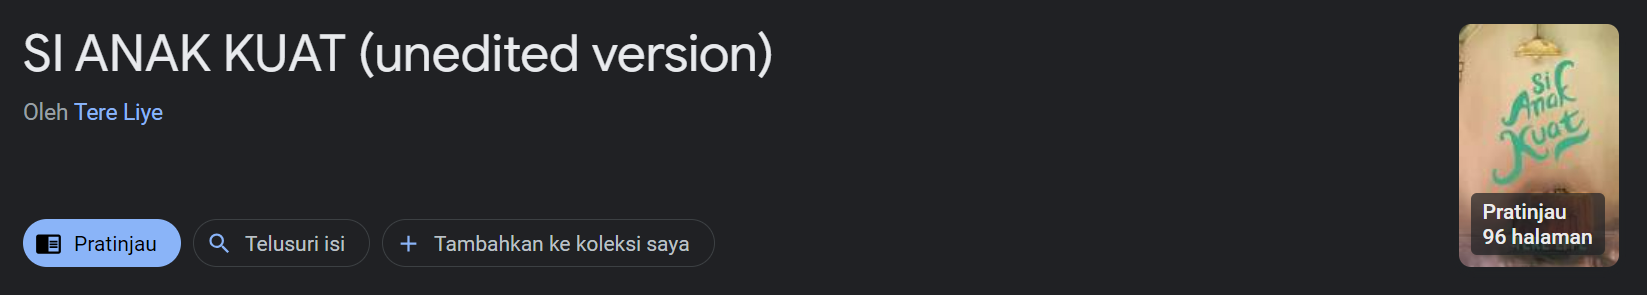 SI ANAK KUAT (unedited version)
Oleh Tere Liye
Pratinjau
Telusuri isi
Tambahkan ke koleksi saya
Si
Anak
Kuat
Pratinjau
96 halaman